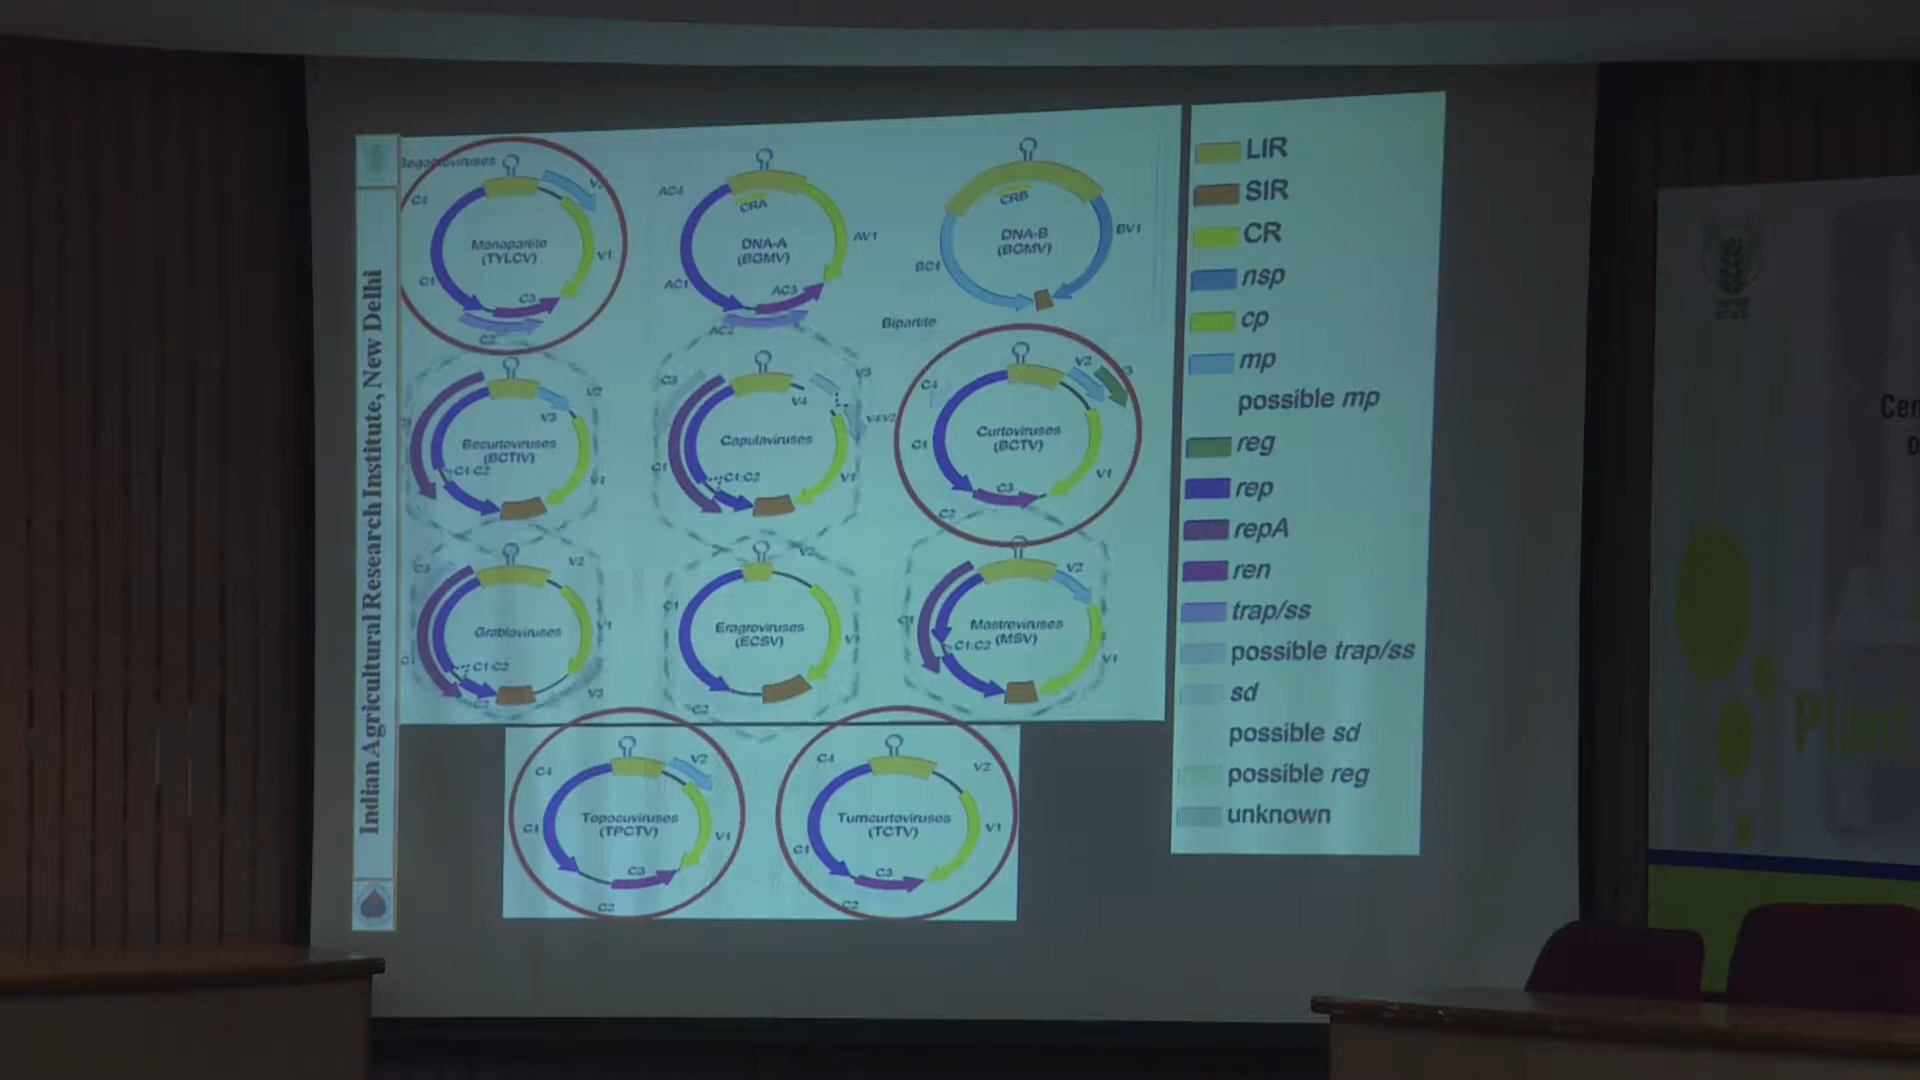 Indian Agricultural Research Institute, New Delhi
Begomoviruses
C4
V1
Monopartite
(TYLCV)
C1
C3
C2
AC4
CRA
AV1
DNA-A
(BGMV)
AC1
AC3
AC2
CRB
BV1
DNA-B
(BGMV)
BC1
Bipartite
V2
V3
Becurtoviruses
(BCTIV)
C1:C2
V1
C3
V3
V4
Capulaviruses
C1
C1:C2
V1
C4
V2
Curtoviruses
(BCTV)
C1
V1
C3
C2
C3
V2
Grabloviruses
V1
C1
C1:C2
V3
V2
C1
Eragroviruses
(ECSV)
V1
C2
V2
C1
Mastreviruses
(MSV)
C1:C2
V1
C4
V2
Topocuviruses
(TPCTV)
C1
V1
C3
C2
C4
V2
Turncurtoviruses
(TCTV)
C1
V1
C3
C2
LIR
SIR
CR
nsp
cp
mp
possible mp
reg
rep
repA
ren
trap/ss
possible trap/ss
sd
possible sd
possible reg
unknown
Plant